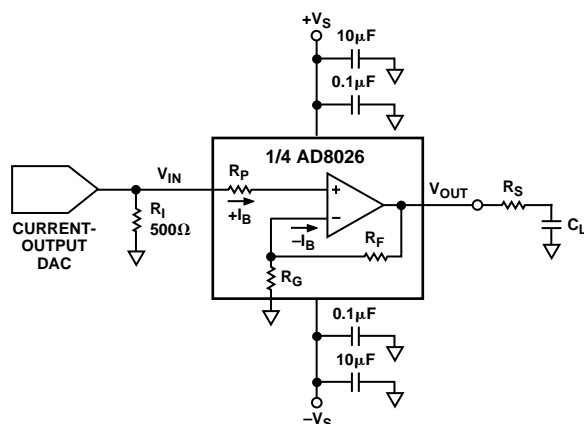 +VS
10μF
0.1μF
1/4 AD8026
VIN
RP
+
VOUT
RS
+IB
−
CURRENT-
OUTPUT
DAC
RI
500Ω
−IB
RF
CL
RG
0.1μF
10μF
−VS